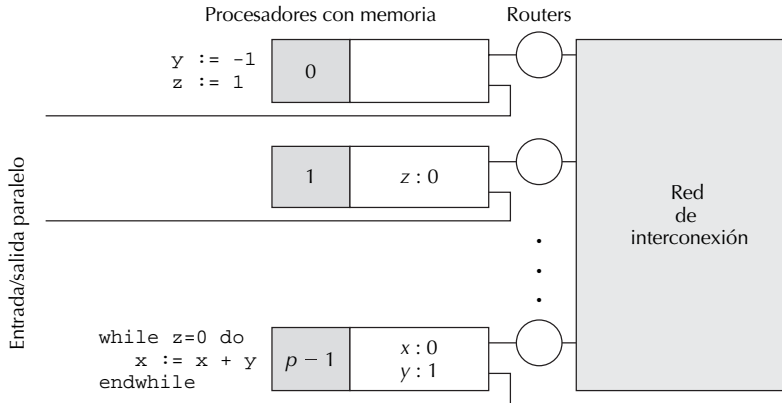 Procesadores con memoria
Routers
y := -1
z := 1
0
1
z : 0
Red
de
interconexión
Entrada/salida paralelo
while z=0 do
x := x + y
endwhile
p − 1
x : 0
y : 1